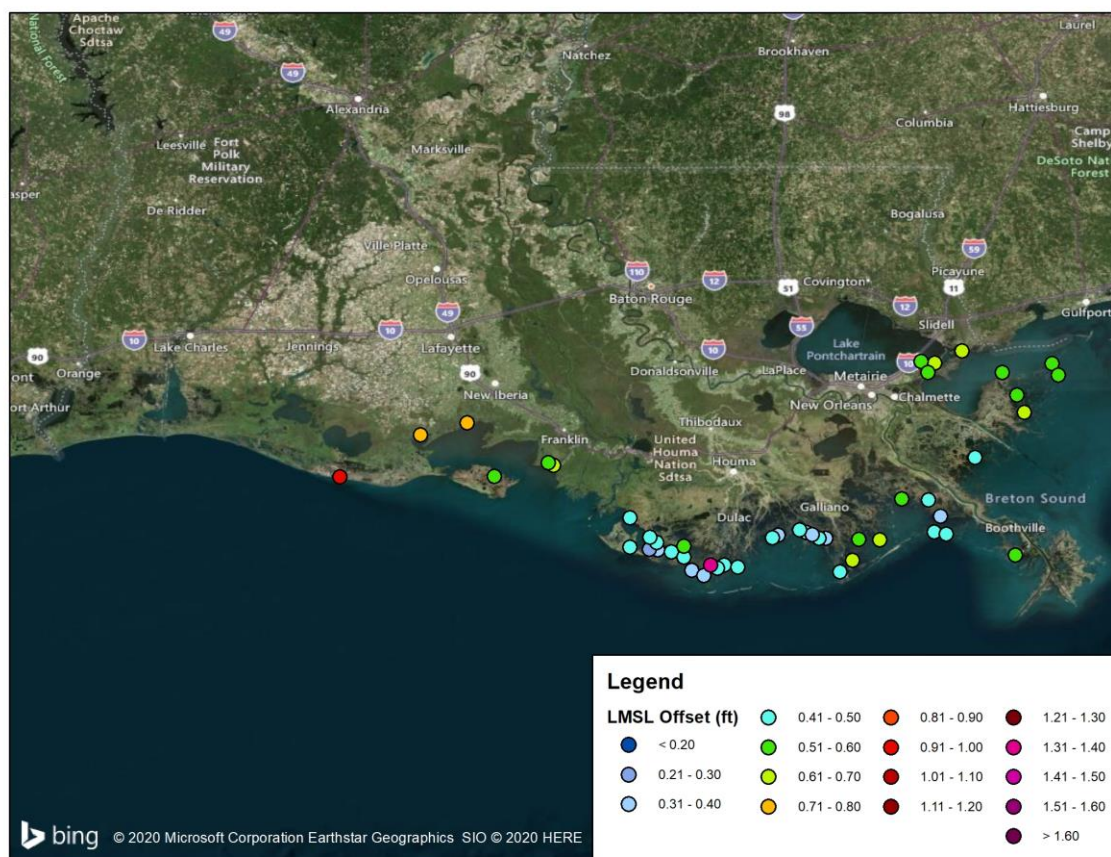 Apache
Choctaw
Sdtsa
National Forest
49
Natchez
Brookhaven
Laurel
49
Alexandria
98
Hattiesburg
Columbia
Marksville
Leesville
Fort
Polk
Military
Reservation
Camp
Shelby
DeSoto Nat
Forest
asper
De Ridder
Bogalusa
Ville Platte
59
Opelousas
110
12
Picayune
Baton Rouge
51
Covington
11
49
12
Gulfport
10
10
55
Slidell
Lake Charles
Jennings
Lafayette
Lake
Pontchartrain
90
10
10
ont
Orange
90
Donaldsonville
LaPlace
Metairie
New Iberia
New Orleans
Chalmette
ort Arthur
Thibodaux
Franklin
United
Houma
Nation
Sdtsa
Houma
Breton Sound
Dulac
Galliano
Boothville
Legend
LMSL Offset (ft)
< 0.20
0.21 - 0.30
0.31 - 0.40
0.41 - 0.50
0.51 - 0.60
0.61 - 0.70
0.71 - 0.80
0.81 - 0.90
0.91 - 1.00
1.01 - 1.10
1.11 - 1.20
1.21 - 1.30
1.31 - 1.40
1.41 - 1.50
1.51 - 1.60
> 1.60
bing © 2020 Microsoft Corporation Earthstar Geographics SIO © 2020 HERE